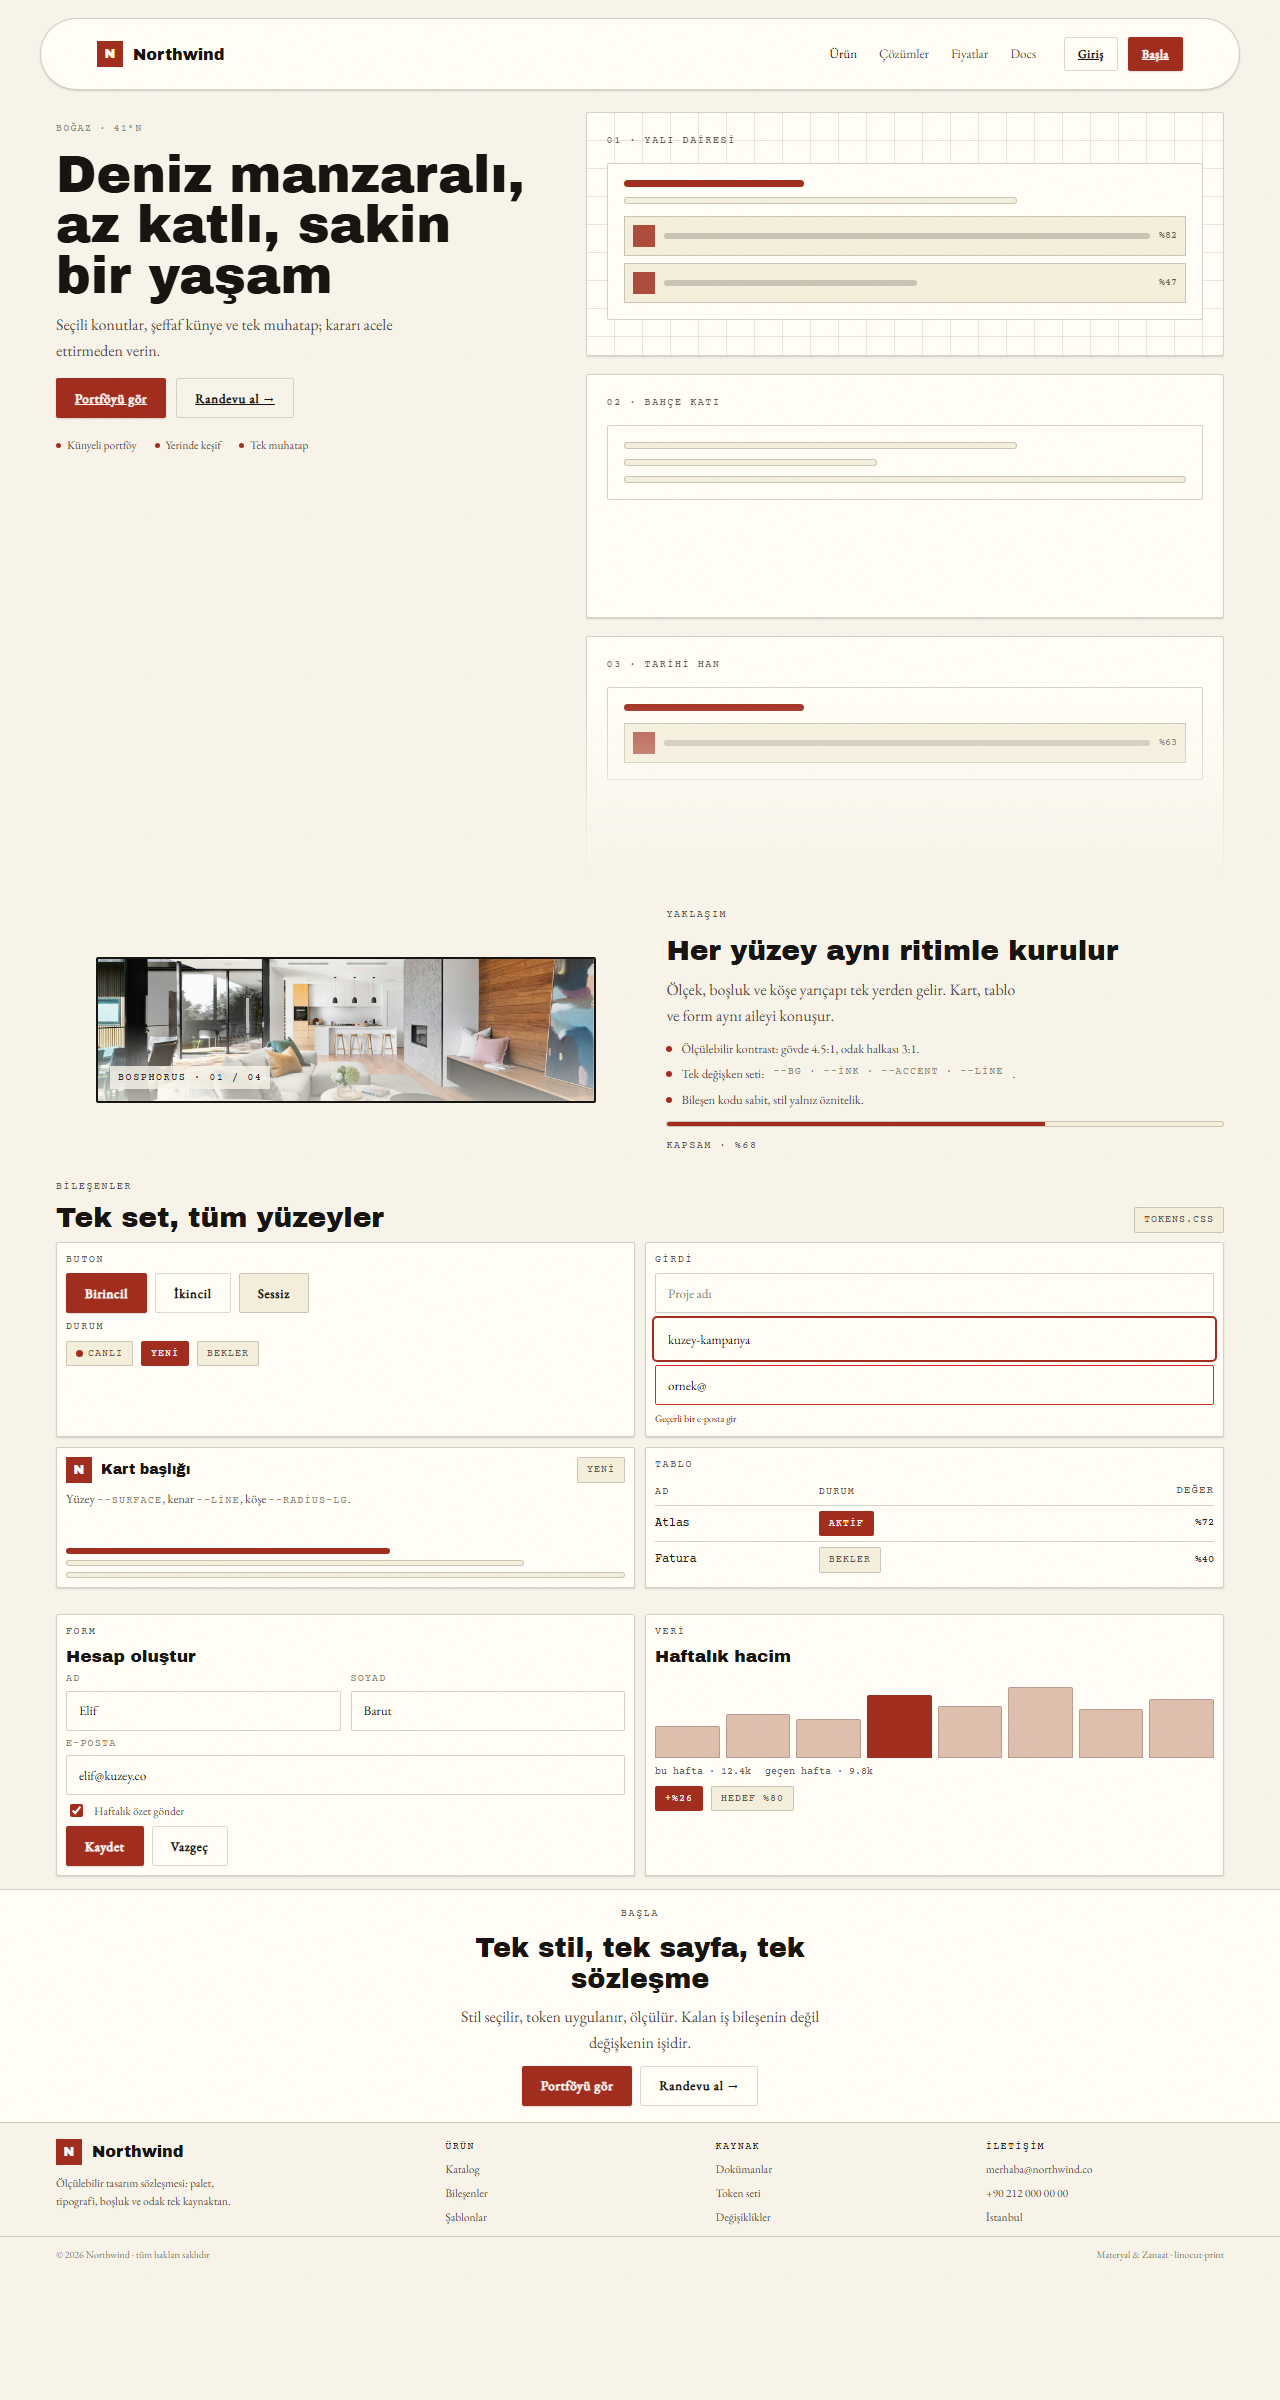 N Northwind
Ürün Çözümler Fiyatlar Docs Giriş Başla
BOĞAZ · 41°N
Deniz manzaralı,
az katlı, sakin
bir yaşam
Seçili konutlar, şeffaf künye ve tek muhatap; kararı acele
ettirmeden verin.
Portföyü gör Randevu al →
Künyeli portföy Yerinde keşif Tek muhatap
01 · YALI DAİRESİ
%82
%47
02 · BAHÇE KATI
03 · TARİHİ HAN
%63
BOSPHORUS · 01 / 04
YAKLAŞIM
Her yüzey aynı ritimle kurulur
Ölçek, boşluk ve köşe yarıçapı tek yerden gelir. Kart, tablo
ve form aynı aileyi konuşur.
Ölçülebilir kontrast: gövde 4.5:1, odak halkası 3:1.
Tek değişken seti: --BG · --İNK · --ACCENT · --LİNE .
Bileşen kodu sabit, stil yalnız öznitelik.
KAPSAM · %68
BİLEŞENLER
Tek set, tüm yüzeyler
TOKENS.CSS
BUTON
Birincil İkincil Sessiz
DURUM
CANLI YENİ BEKLER
GİRDİ
Proje adı
kuzey-kampanya
ornek@
Geçerli bir e-posta gir
N Kart başlığı YENİ
Yüzey --SURFACE, kenar --LİNE, köşe --RADİUS-LG.
TABLO
AD DURUM DEĞER
Atlas AKTİF %72
Fatura BEKLER %40
FORM
Hesap oluştur
AD SOYAD
Elif Barut
E-POSTA
elif@kuzey.co
Haftalık özet gönder
Kaydet Vazgeç
VERİ
Haftalık hacim
bu hafta · 12.4k geçen hafta · 9.8k
+%26 HEDEF %80
BAŞLA
Tek stil, tek sayfa, tek
sözleşme
Stil seçilir, token uygulanır, ölçülür. Kalan iş bileşenin değil
değişkenin işidir.
Portföyü gör Randevu al →
N Northwind
Ölçülebilir tasarım sözleşmesi: palet,
tipografi, boşluk ve odak tek kaynaktan.
ÜRÜN
Katalog
Bileşenler
Şablonlar
KAYNAK
Dokümanlar
Token seti
Değişiklikler
İLETİŞİM
merhaba@northwind.co
+90 212 000 00 00
İstanbul
© 2026 Northwind · tüm hakları saklıdır
Materyal & Zanaat · linocut-print